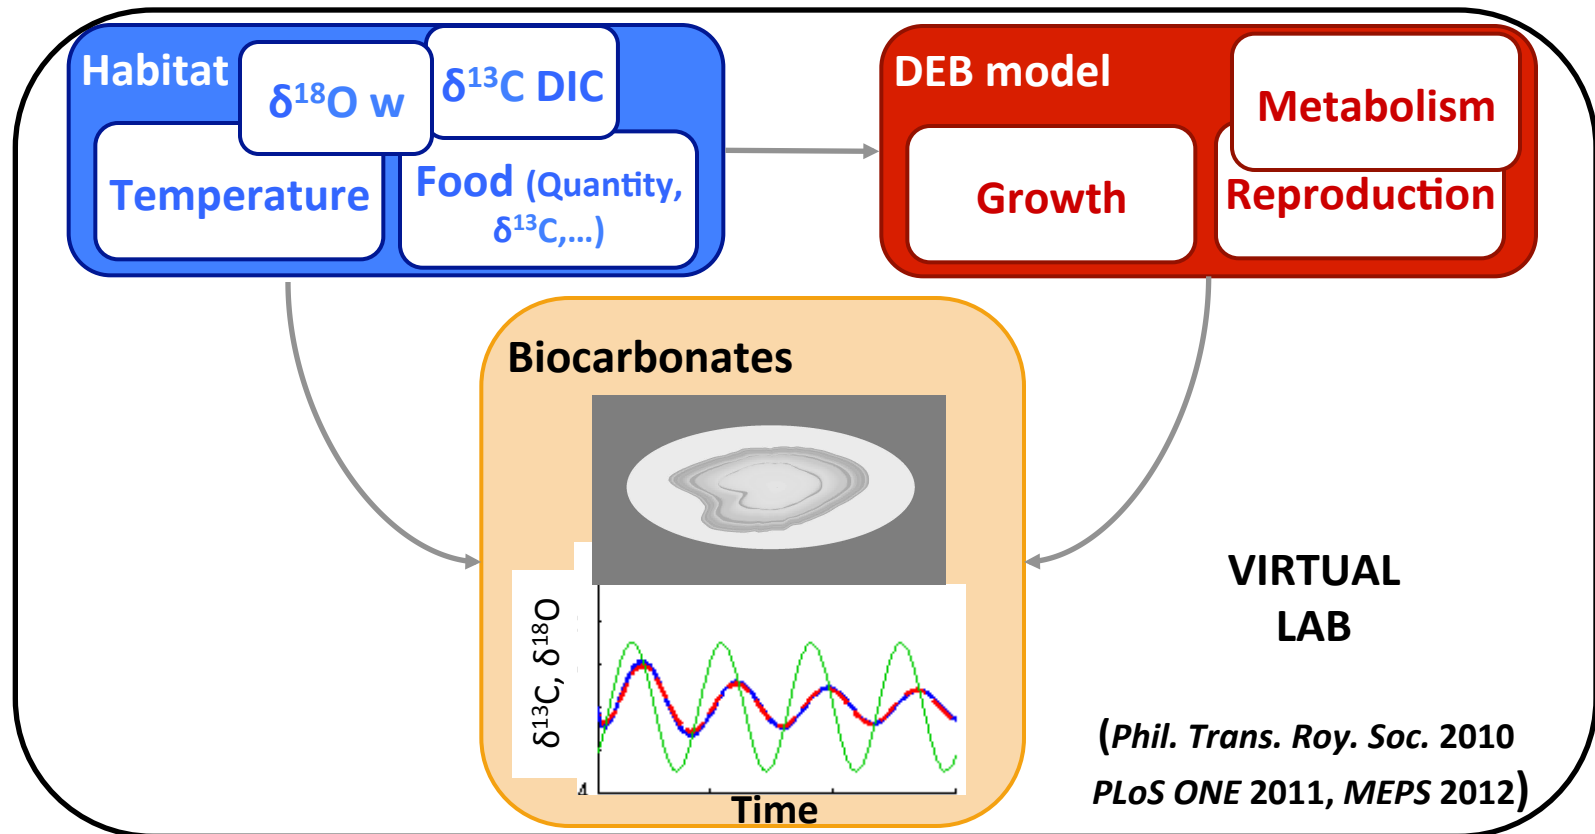 Habitat
δ¹⁸O w
δ¹³C DIC
Temperature
Food (Quantity,
δ¹³C,...)
DEB model
Metabolism
Growth
Reproduction
Biocarbonates
δ¹³C, δ¹⁸O
Time
VIRTUAL
LAB
(Phil. Trans. Roy. Soc. 2010
PLoS ONE 2011, MEPS 2012)